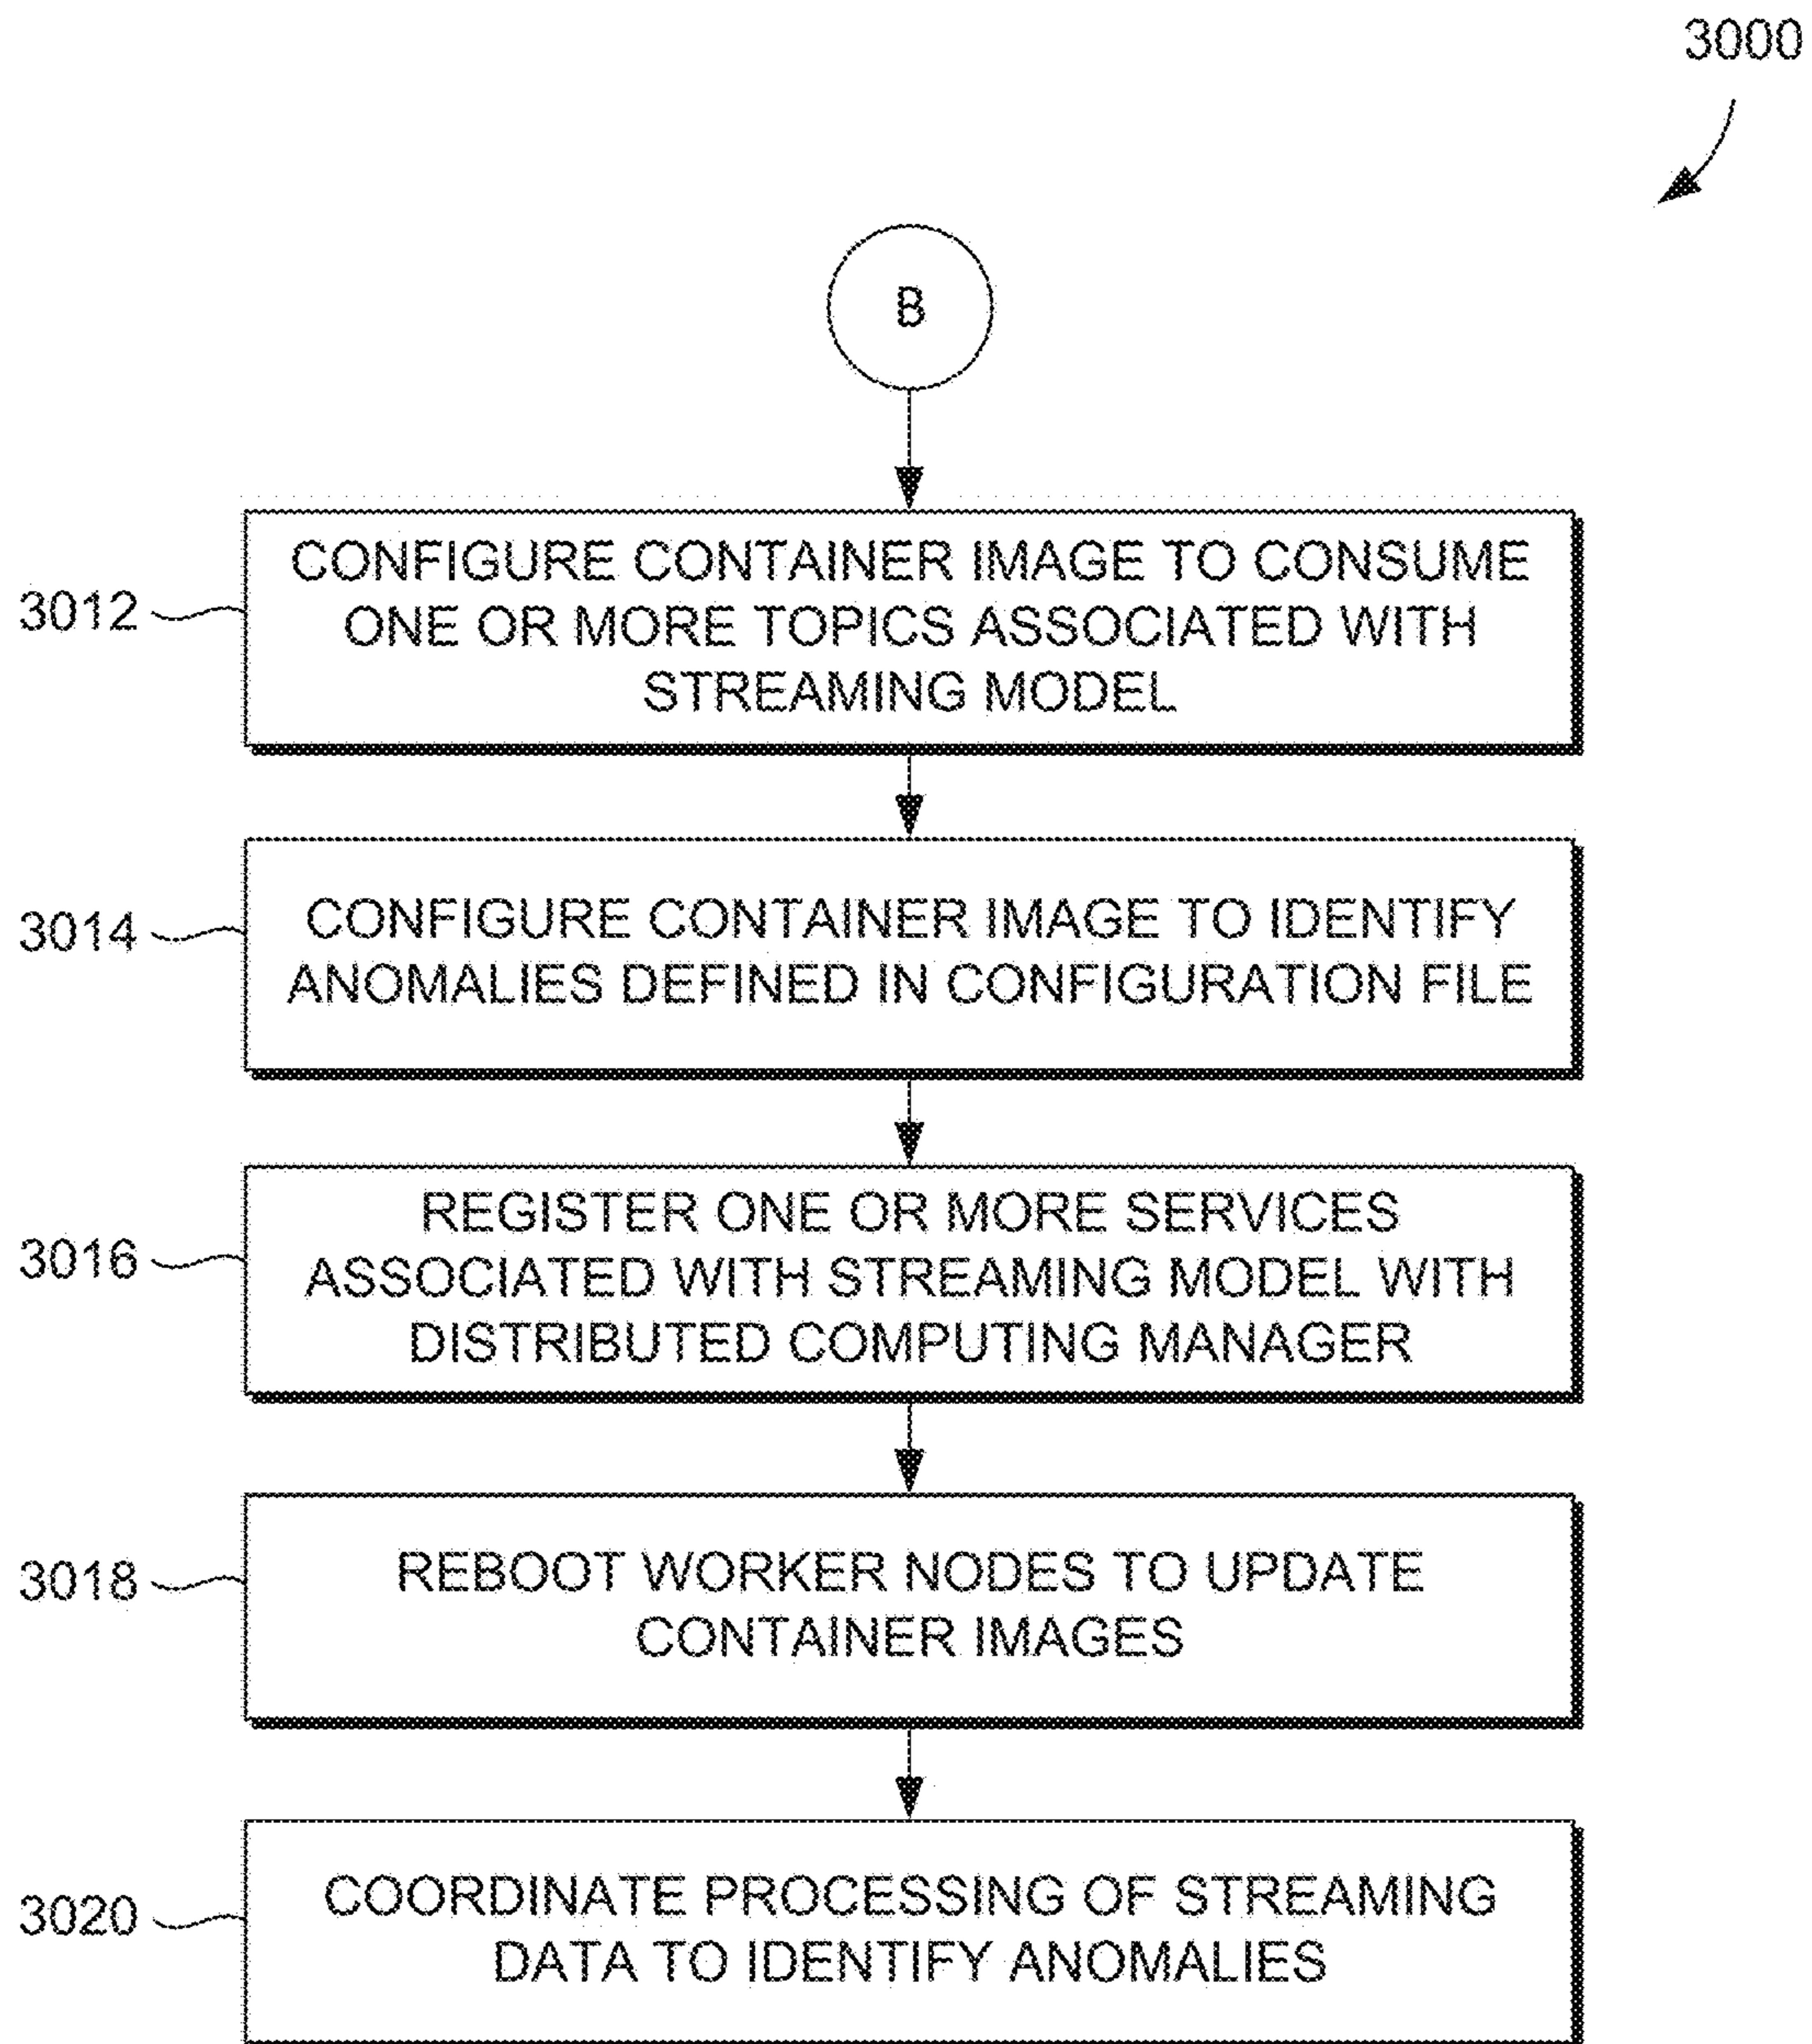 3000
B
3012
CONFIGURE CONTAINER IMAGE TO CONSUME
ONE OR MORE TOPICS ASSOCIATED WITH
STREAMING MODEL
3014
CONFIGURE CONTAINER IMAGE TO IDENTIFY
ANOMALIES DEFINED IN CONFIGURATION FILE
3016
REGISTER ONE OR MORE SERVICES
ASSOCIATED WITH STREAMING MODEL WITH
DISTRIBUTED COMPUTING MANAGER
3018
REBOOT WORKER NODES TO UPDATE
CONTAINER IMAGES
3020
COORDINATE PROCESSING OF STREAMING
DATA TO IDENTIFY ANOMALIES